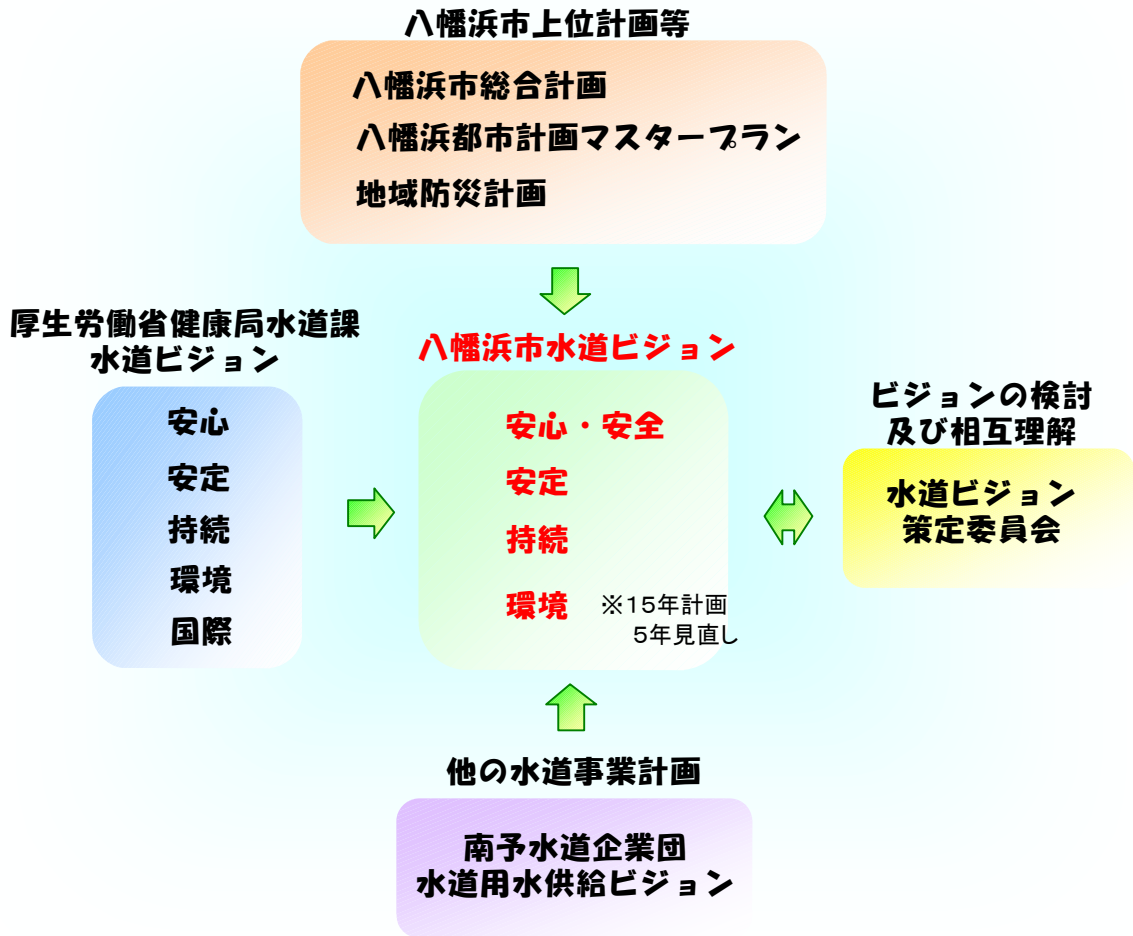 八幡浜市上位計画等
八幡浜市総合計画
八幡浜都市計画マスタープラン
地域防災計画
厚生労働省健康局水道課
水道ビジョン
安心
安定
持続
環境
国際
八幡浜市水道ビジョン
安心・安全
安定
持続
環境 ※15年計画
5年見直し
ビジョンの検討
及び相互理解
水道ビジョン
策定委員会
他の水道事業計画
南予水道企業団
水道用水供給ビジョン